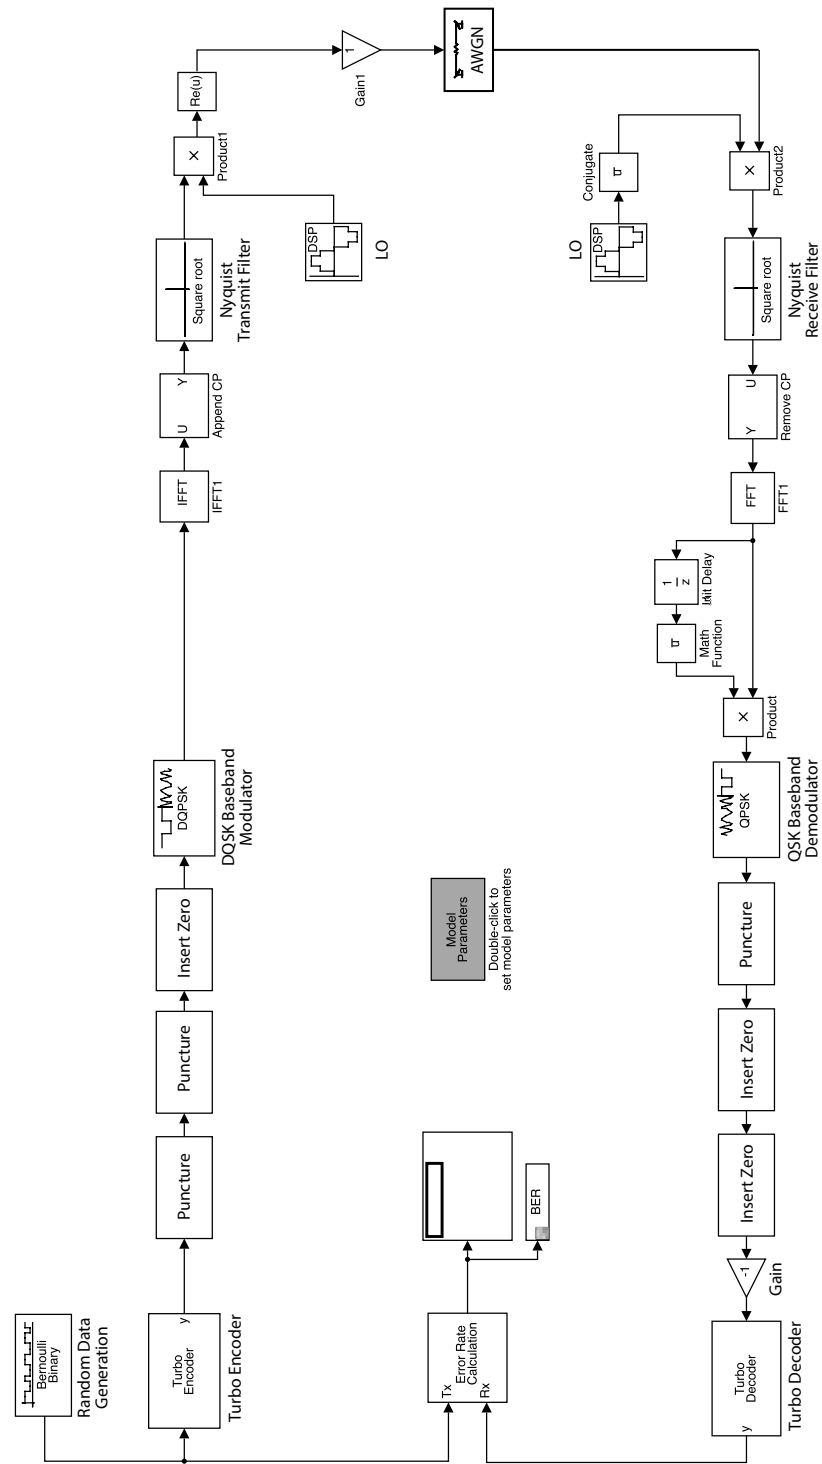 Bernoulli
Binary
Random Data
Generation
Turbo
Encoder
y
Turbo Encoder
Puncture
Puncture
Insert Zero
DQPSK
DQSK Baseband
Modulator
IFFT
IFFT1
U
Y
Append CP
Square root
Nyquist
Transmit Filter
DSP
LO
×
Product1
Re(u)
1
Gain1
AWGN
DSP
LO
u
Conjugate
×
Product2
Square root
Nyquist
Receive Filter
U
Y
Remove CP
FFT
FFT1
1
z
Unit Delay
u
Math
Function
×
Product
QPSK
QSK Baseband
Demodulator
Puncture
Insert Zero
Insert Zero
-1
Gain
Turbo
Decoder
y
Turbo Decoder
Tx
Rx
Error Rate
Calculation
BER
Model
Parameters
Double-click to
set model parameters